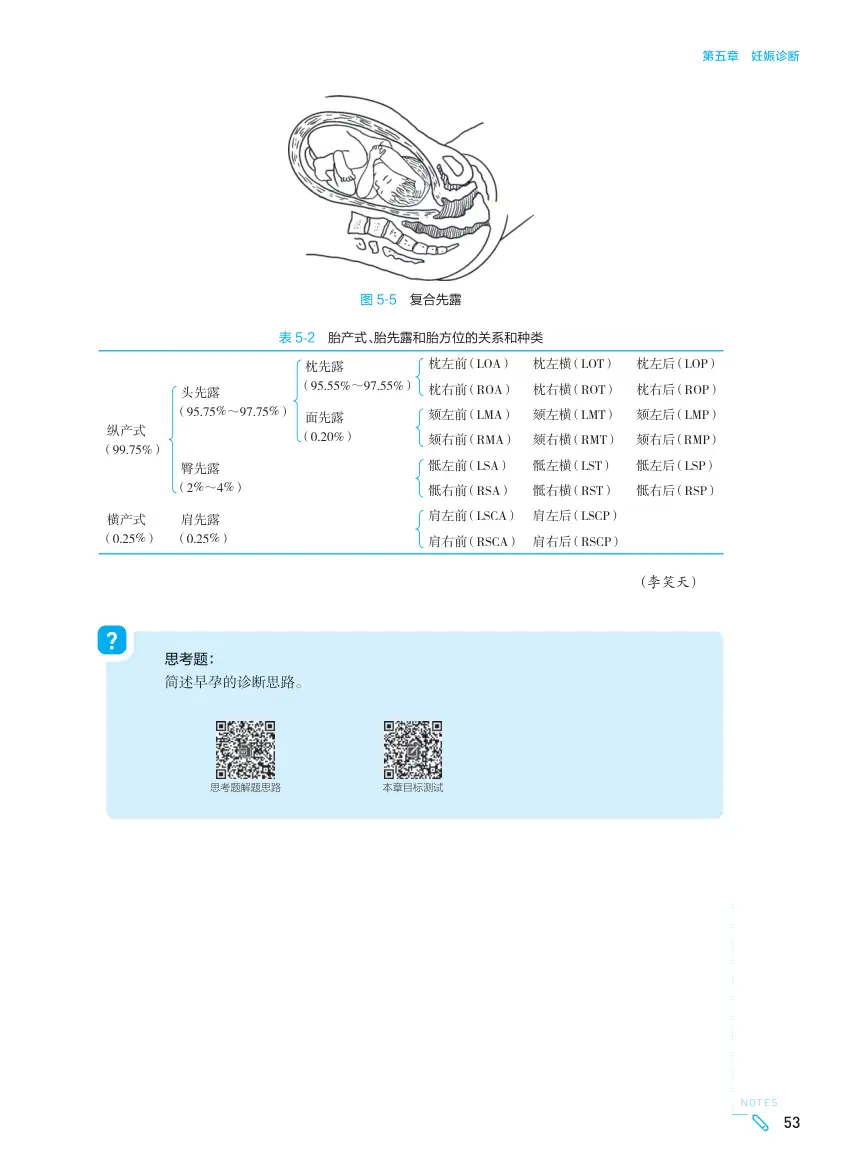 第五章 妊娠诊断
图 5-5 复合先露
表 5-2 胎产式、胎先露和胎方位的关系和种类
纵产式
（99.75%）
头先露
（95.75%～97.75%）
枕先露
（95.55%～97.55%）
枕左前（LOA） 枕左横（LOT） 枕左后（LOP）
枕右前（ROA） 枕右横（ROT） 枕右后（ROP）
面先露
（0.20%）
颏左前（LMA） 颏左横（LMT） 颏左后（LMP）
颏右前（RMA） 颏右横（RMT） 颏右后（RMP）
臀先露
（2%～4%）
骶左前（LSA） 骶左横（LST） 骶左后（LSP）
骶右前（RSA） 骶右横（RST） 骶右后（RSP）
横产式
（0.25%）
肩先露
（0.25%）
肩左前（LSCA） 肩左后（LSCP）
肩右前（RSCA） 肩右后（RSCP）
（李笑天）
?
思考题：
简述早孕的诊断思路。
思考题解题思路
本章目标测试
NOTES
53